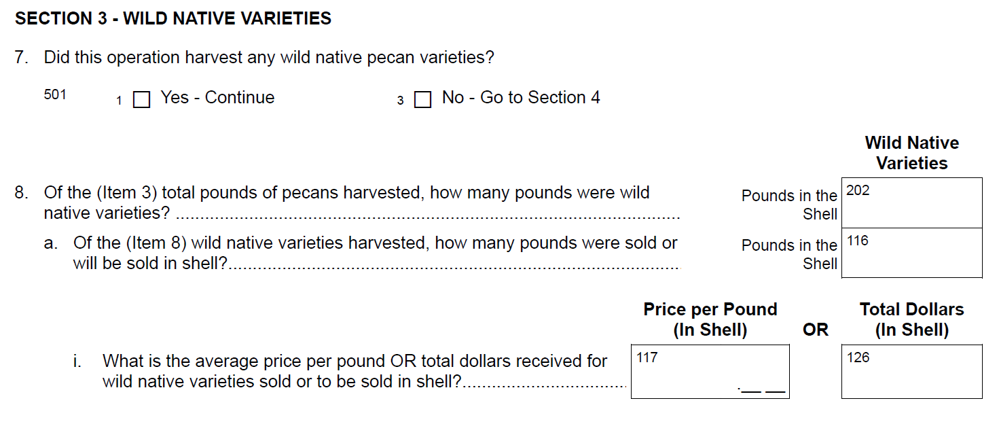 SECTION 3 - WILD NATIVE VARIETIES
7. Did this operation harvest any wild native pecan varieties?
501 1 Yes - Continue 3 No - Go to Section 4
Wild Native
Varieties
8. Of the (Item 3) total pounds of pecans harvested, how many pounds were wild
native varieties? ........................................................................................................
Pounds in the
Shell
202
a. Of the (Item 8) wild native varieties harvested, how many pounds were sold or
will be sold in shell?.............................................................................................
Pounds in the
Shell
116
Price per Pound
(In Shell)
OR
Total Dollars
(In Shell)
i. What is the average price per pound OR total dollars received for
wild native varieties sold or to be sold in shell?.................................
117
.__ __
126